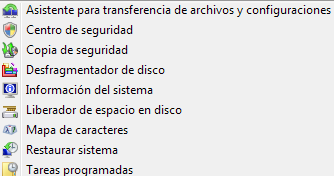 Asistente para transferencia de archivos y configuraciones
Centro de seguridad
Copia de seguridad
Desfragmentador de disco
Información del sistema
Liberador de espacio en disco
Mapa de caracteres
Restaurar sistema
Tareas programadas